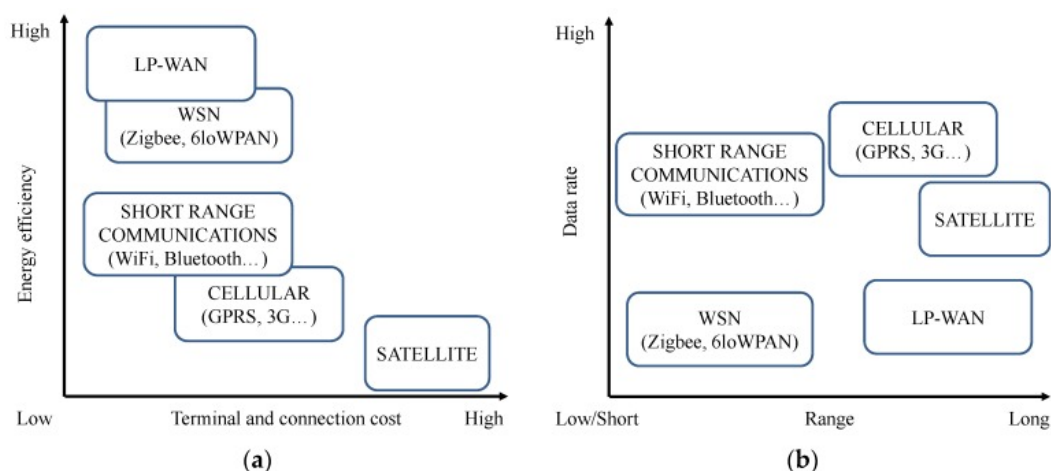 High
LP-WAN
WSN
(Zigbee, 6loWPAN)
SHORT RANGE
COMMUNICATIONS
(WiFi, Bluetooth…)
CELLULAR
(GPRS, 3G…)
SATELLITE
Energy efficiency
Low
Terminal and connection cost
High
(a)
High
CELLULAR
(GPRS, 3G…)
SHORT RANGE
COMMUNICATIONS
(WiFi, Bluetooth…)
SATELLITE
WSN
(Zigbee, 6loWPAN)
LP-WAN
Data rate
Low/Short
Range
Long
(b)